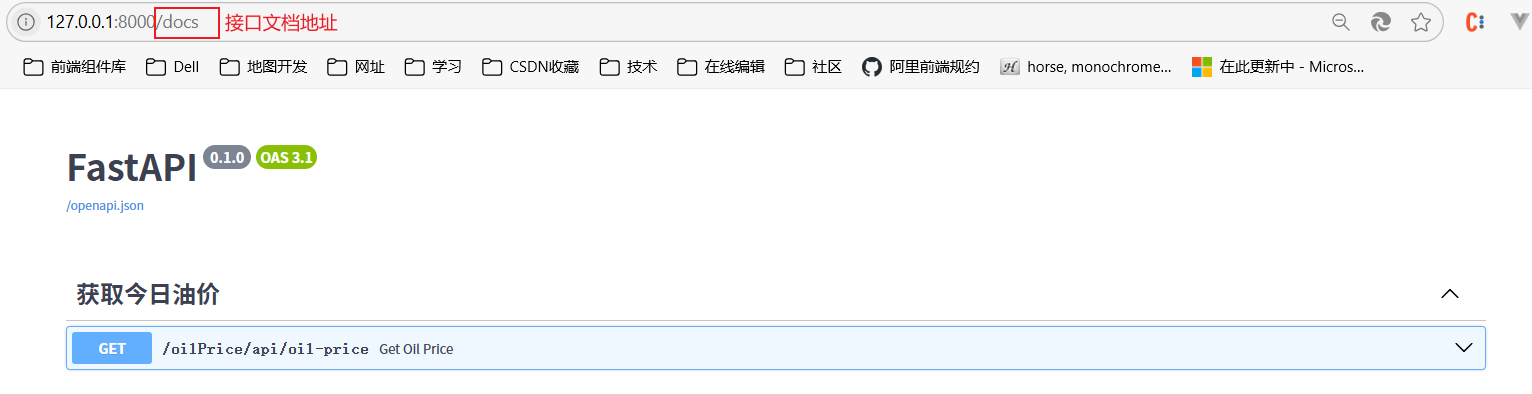 127.0.0.1:8000/docs 接口文档地址
前端组件库 Dell 地图开发 网址 学习 CSDN收藏 技术 在线编辑 社区 阿里前端规约 horse, monochrome... 在此更新中 - Micros...
FastAPI 0.1.0 OAS 3.1
/openapi.json
获取今日油价
GET /oilPrice/api/oil-price Get Oil Price